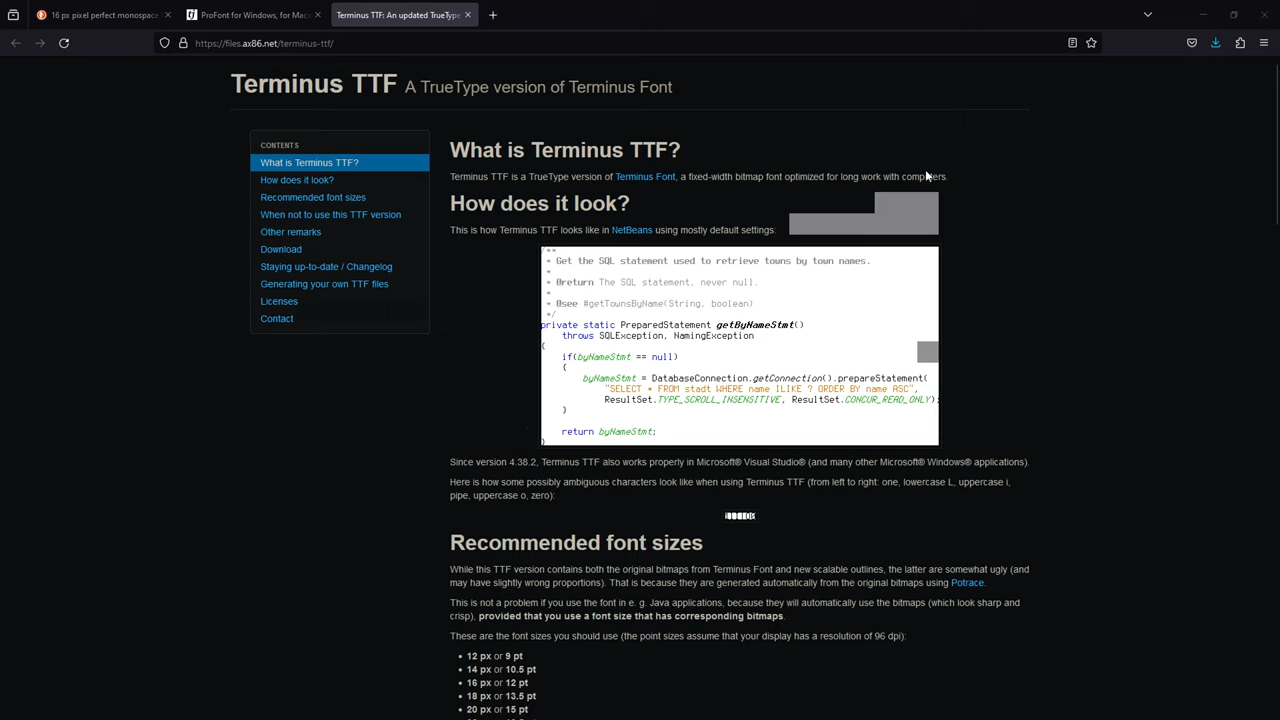 16 px pixel perfect monospace
ProFont for Windows, for Macin
Terminus TTF: An updated TrueType
https://files.ax86.net/terminus-ttf/
Terminus TTF A TrueType version of Terminus Font
CONTENTS
What is Terminus TTF?
How does it look?
Recommended font sizes
When not to use this TTF version
Other remarks
Download
Staying up-to-date / Changelog
Generating your own TTF files
Licenses
Contact
What is Terminus TTF?
Terminus TTF is a TrueType version of Terminus Font, a fixed-width bitmap font optimized for long work with computers.
How does it look?
This is how Terminus TTF looks like in NetBeans using mostly default settings:
/**
* Get the SQL statement used to retrieve towns by town names.
*
* @return The SQL statement, never null.
*
* @see #getTownsByName(String, boolean)
*/
private static PreparedStatement getByNameStmt()
throws SQLException, NamingException
{
if(byNameStmt == null)
{
byNameStmt = DatabaseConnection.getConnection().prepareStatement(
"SELECT * FROM stadt WHERE name ILIKE ? ORDER BY name ASC",
ResultSet.TYPE_SCROLL_INSENSITIVE, ResultSet.CONCUR_READ_ONLY);
}
return byNameStmt;
}
Since version 4.38.2, Terminus TTF also works properly in Microsoft® Visual Studio® (and many other Microsoft® Windows® applications).
Here is how some possibly ambiguous characters look like when using Terminus TTF (from left to right: one, lowercase L, uppercase i,
pipe, uppercase o, zero):
Recommended font sizes
While this TTF version contains both the original bitmaps from Terminus Font and new scalable outlines, the latter are somewhat ugly (and
may have slightly wrong proportions). That is because they are generated automatically from the original bitmaps using Potrace.
This is not a problem if you use the font in e. g. Java applications, because they will automatically use the bitmaps (which look sharp and
crisp), provided that you use a font size that has corresponding bitmaps.
These are the font sizes you should use (the point sizes assume that your display has a resolution of 96 dpi):
• 12 px or 9 pt
• 14 px or 10.5 pt
• 16 px or 12 pt
• 18 px or 13.5 pt
• 20 px or 15 pt